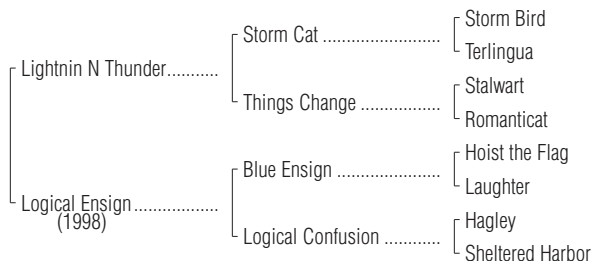 Storm Bird
Storm Cat ........................
Terlingua
Lightnin N Thunder...........
Stalwart
Things Change .................
Romanticat
Hoist the Flag
Blue Ensign .....................
Laughter
Logical Ensign ..................
(1998)
Hagley
Logical Confusion ............
Sheltered Harbor